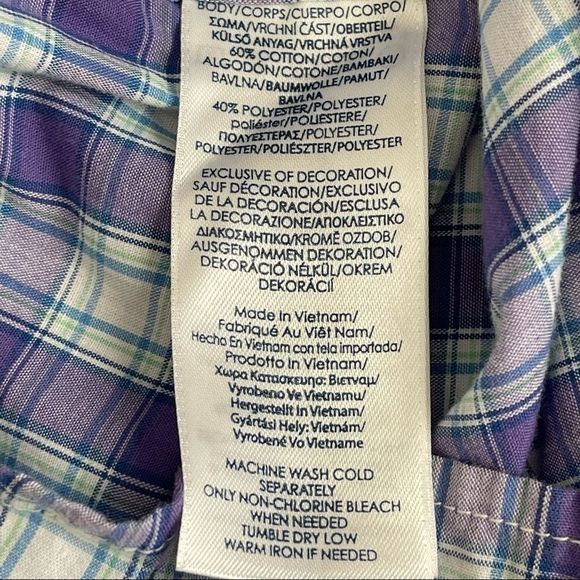 BODY/CORPS/CUERPO/CORPO/
ΣΩΜΑ/VRCHNÍ ČÁST/OBERTEIL/
KÜLSŐ ANYAG/VRCHNÁ VRSTVA
60% COTTON/COTON/
ALGODÓN/COTONE/BAMBAKI/
BAVLNA/BAUMWOLLE/PAMUT/
BAVLNA
40% POLYESTER/POLYESTER/
poliéster/POLIESTERE/
ΠΟΛΥΕΣΤΕΡΑΣ/POLYESTER/
POLYESTER/POLIÉSZTER/POLYESTER
EXCLUSIVE OF DECORATION/
SAUF DÉCORATION/EXCLUSIVO
DE LA DECORACIÓN/ESCLUSA
LA DECORAZIONE/ΑΠΟΚΛΕΙΣΤΙΚΟ
ΔΙΑΚΟΣΜΗΤΙΚΟ/KROMĚ OZDOB/
AUSGENOMMEN DEKORATION/
DEKORÁCIÓ NÉLKÜL/OKREM
DEKORÁCIÍ
Made In Vietnam/
Fabriqué Au Viêt Nam/
Hecho En Vietnam con tela importada/
Prodotto In Vietnam/
Χωρα Κατασκευησ: Βιετναμ/
Vyrobeno Ve Vietnamu/
Hergestellt in Vietnam/
Gyártási Hely: Vietnám/
Vyrobené Vo Vietname
MACHINE WASH COLD
SEPARATELY
ONLY NON-CHLORINE BLEACH
WHEN NEEDED
TUMBLE DRY LOW
WARM IRON IF NEEDED